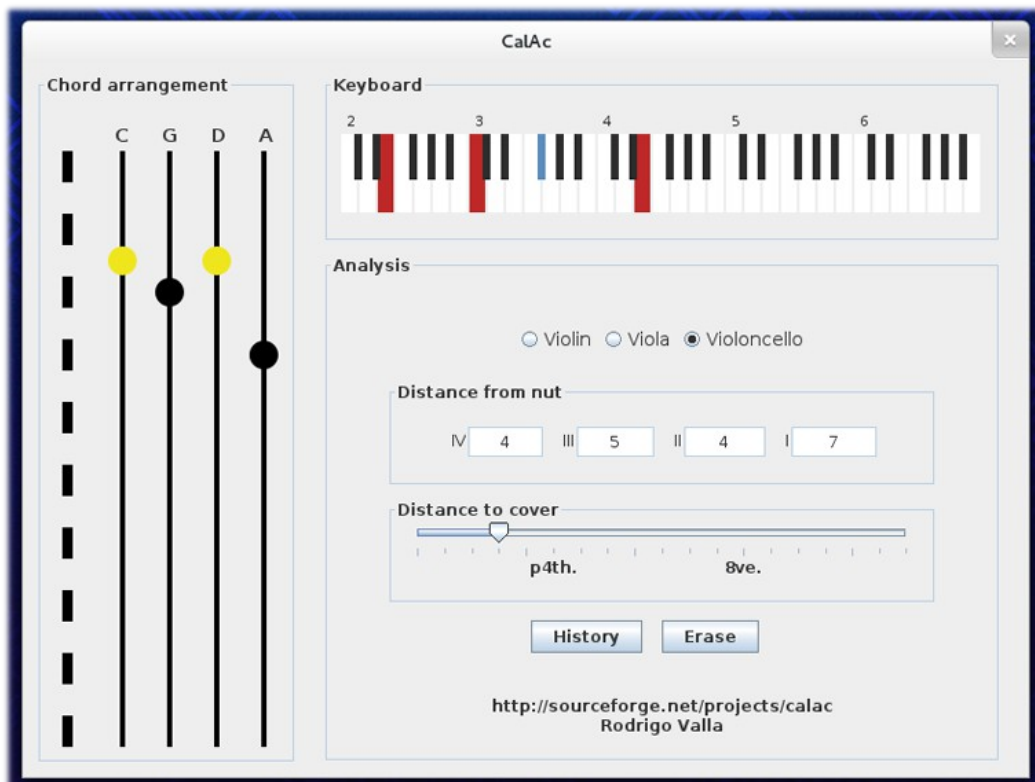 CalAc
Chord arrangement
C G D A
Keyboard
2 3 4 5 6
Analysis
Violin Viola Violoncello
Distance from nut
IV 4 III 5 II 4 I 7
Distance to cover
p4th. 8ve.
History Erase
http://sourceforge.net/projects/calac
Rodrigo Valla